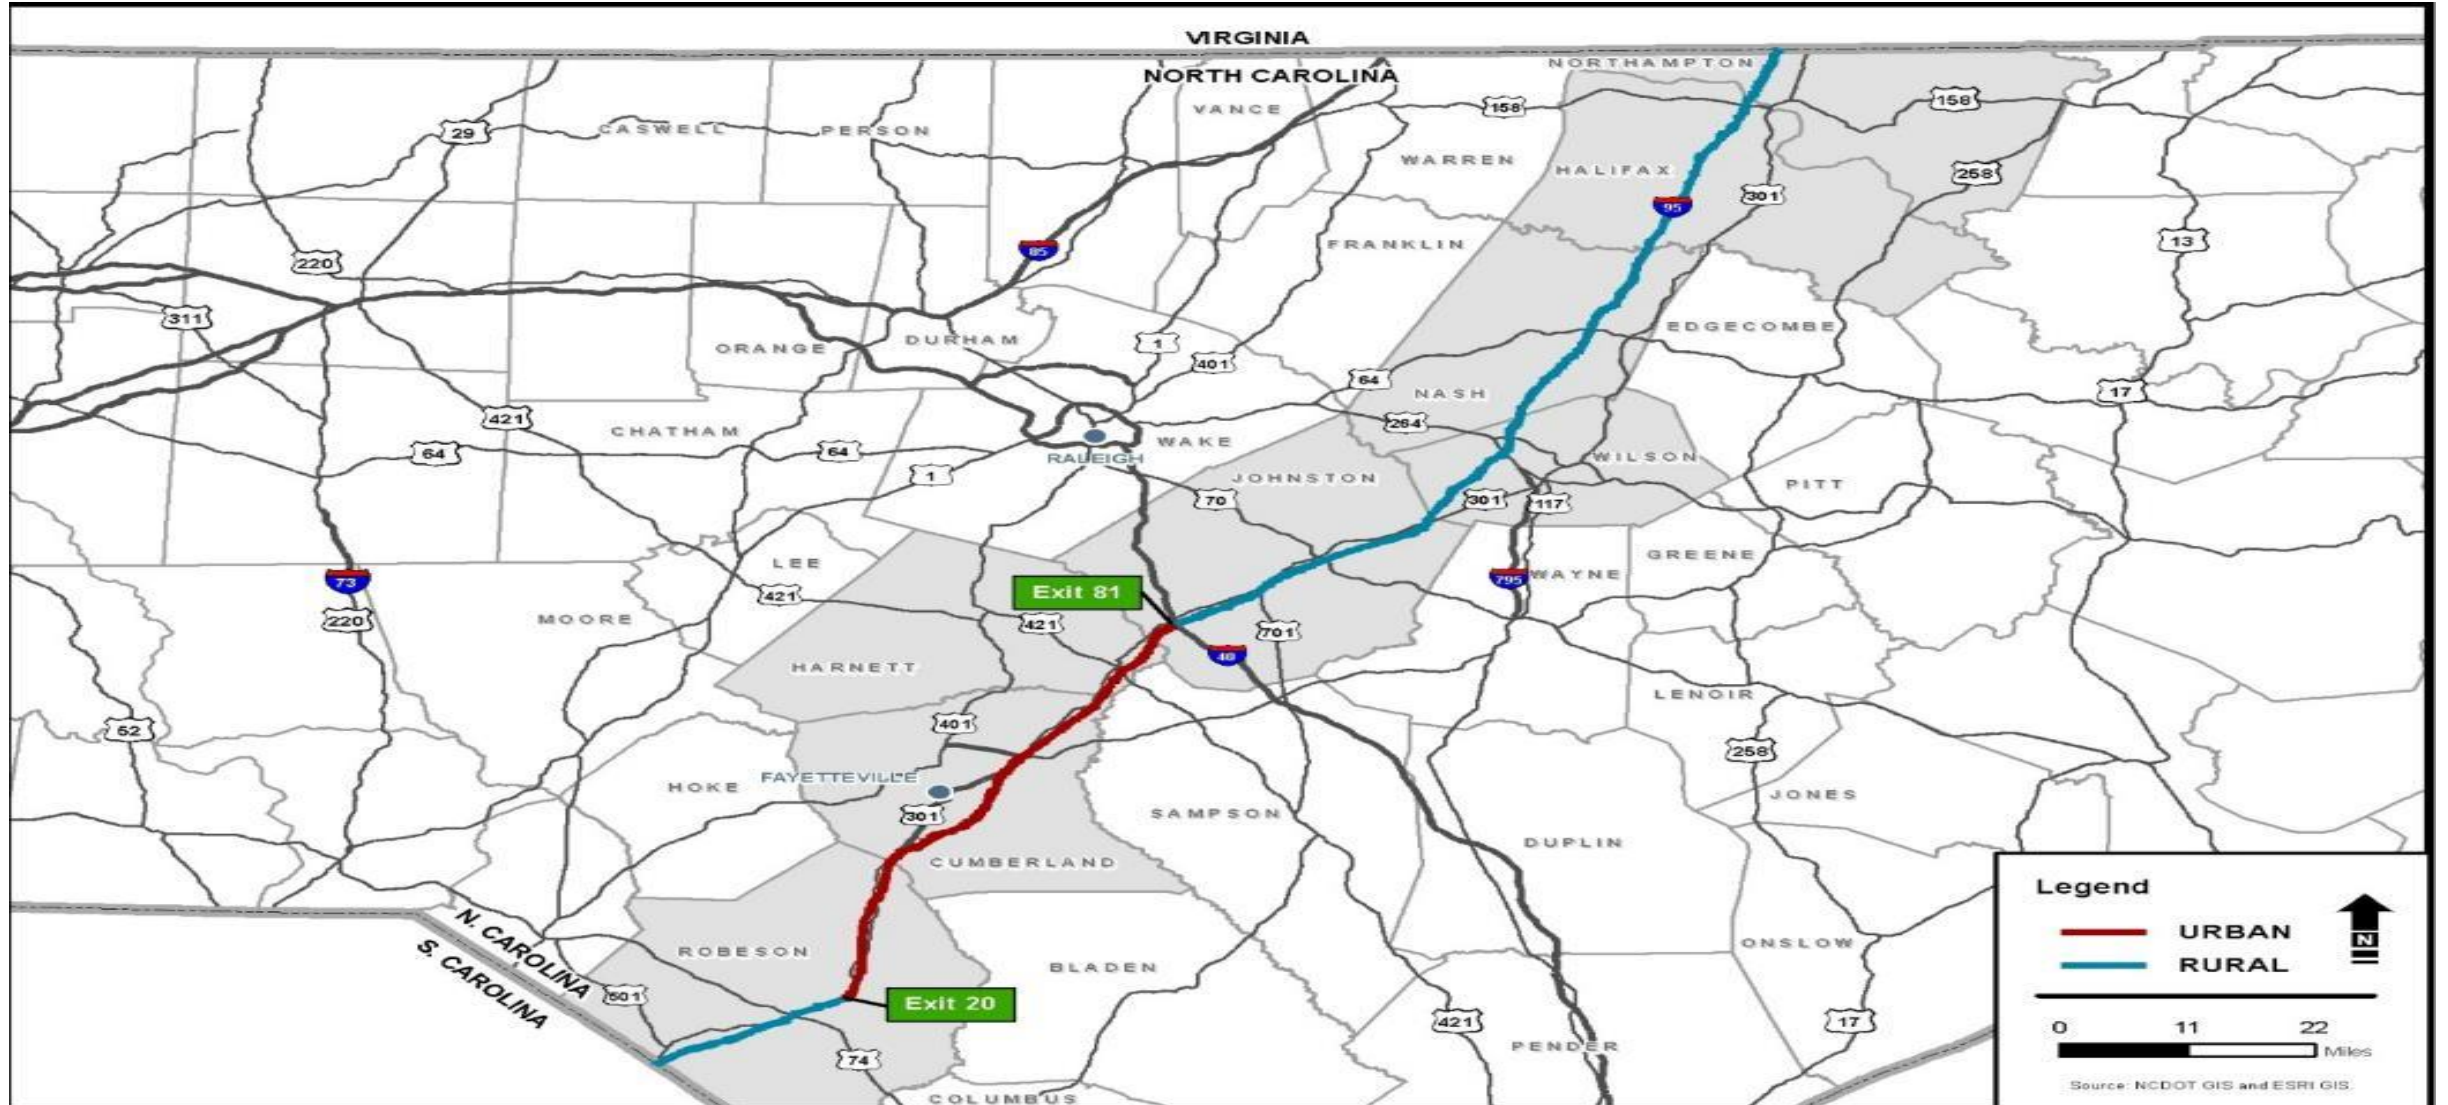 VIRGINIA
NORTH CAROLINA
NORTHAMPTON
VANCE
158
158
29
CASWELL
PERSON
WARREN
HALIFAX
258
301
95
220
85
FRANKLIN
13
311
ORANGE
DURHAM
1
401
EDGECOMBE
64
NASH
17
421
CHATHAM
64
64
264
WAKE
RALEIGH
1
JOHNSTON
WILSON
70
301
117
PITT
LEE
GREENE
73
421
Exit 81
795
WAYNE
220
MOORE
421
701
40
HARNETT
LENOIR
52
401
258
HOKE
FAYETTEVILLE
301
SAMPSON
JONES
CUMBERLAND
DUPLIN
N. CAROLINA
S. CAROLINA
ROBESON
BLADEN
ONSLOW
501
Exit 20
421
17
74
PENDER
COLUMBUS
Legend
URBAN
RURAL
N
0 11 22
Miles
Source: NCDOT GIS and ESRI GIS.